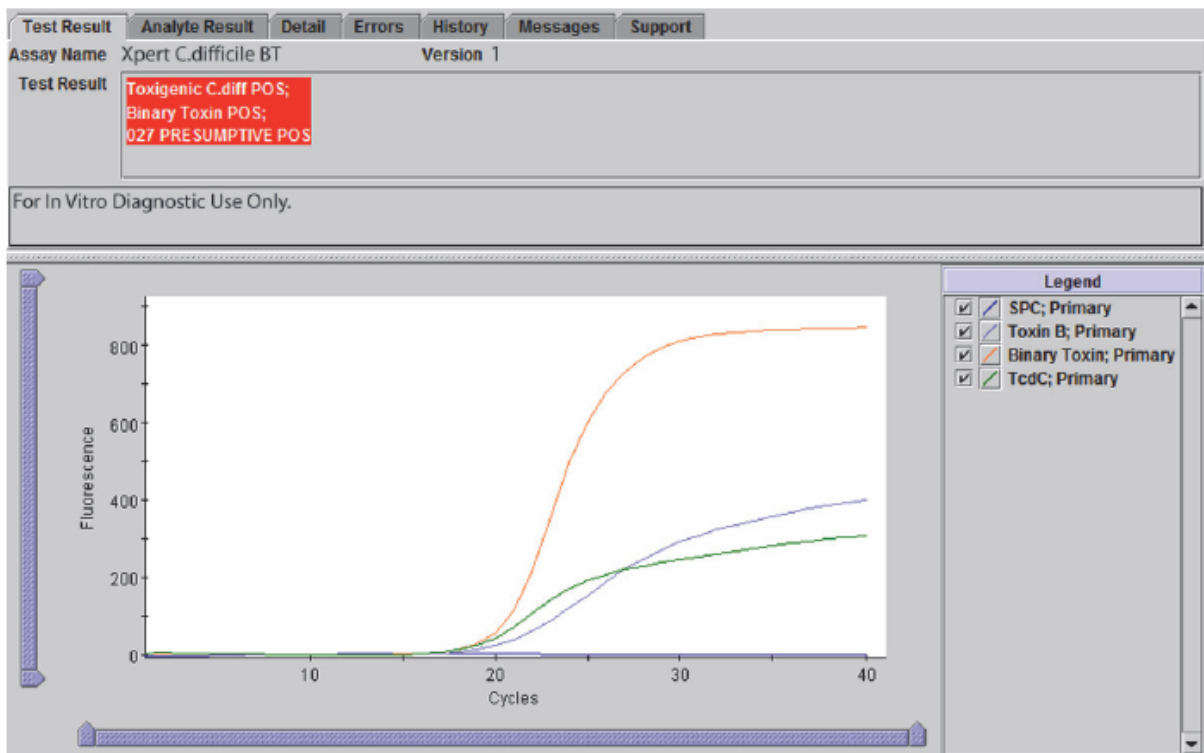 Test Result Analyte Result Detail Errors History Messages Support
Assay Name Xpert C.difficile BT Version 1
Test Result
Toxigenic C.diff POS;
Binary Toxin POS;
027 PRESUMPTIVE POS
For In Vitro Diagnostic Use Only.
800
600
400
200
0
Fluorescence
10 20 30 40
Cycles
Legend
SPC; Primary
Toxin B; Primary
Binary Toxin; Primary
TcdC; Primary